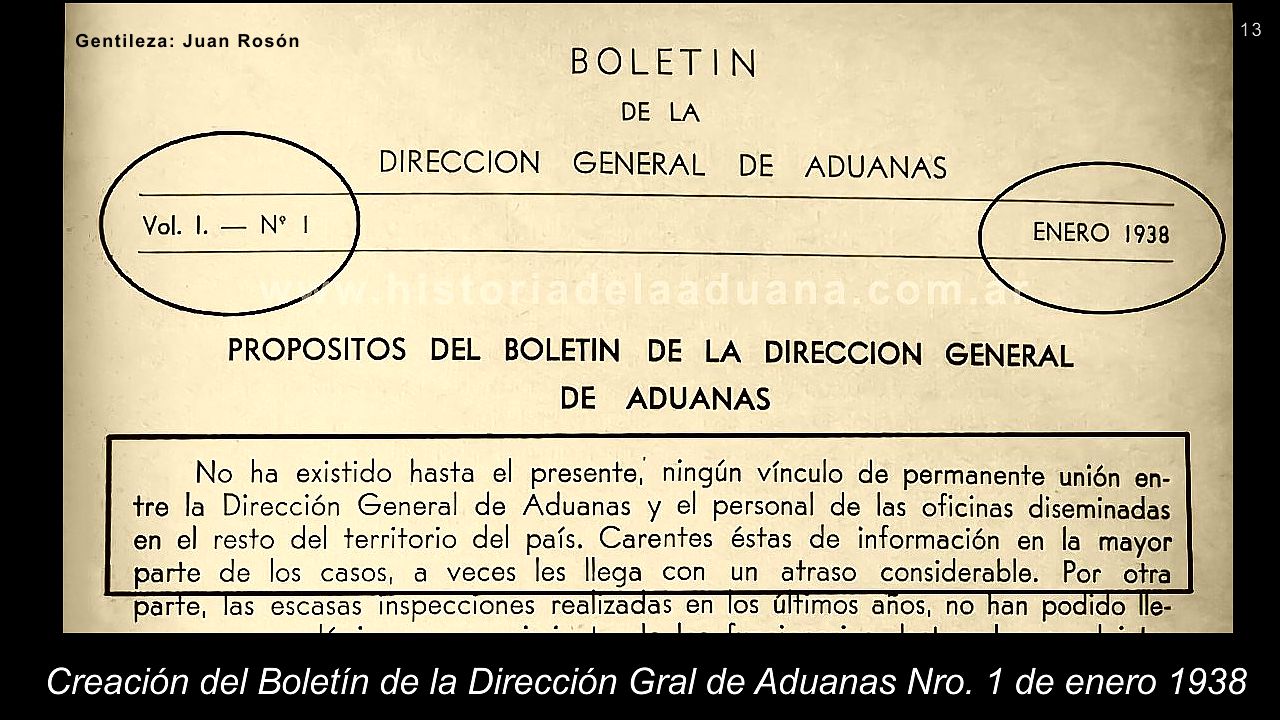 Gentileza: Juan Rosón
13
BOLETIN
DE LA
DIRECCION GENERAL DE ADUANAS
Vol. I. — Nº 1
ENERO 1938
www.historiadelaaduana.com.ar
PROPOSITOS DEL BOLETIN DE LA DIRECCION GENERAL
DE ADUANAS
No ha existido hasta el presente, ningún vínculo de permanente unión en-
tre la Dirección General de Aduanas y el personal de las oficinas diseminadas
en el resto del territorio del país. Carentes éstas de información en la mayor
parte de los casos, a veces les llega con un atraso considerable. Por otra
parte, las escasas inspecciones realizadas en los últimos años, no han podido lle-
Creación del Boletín de la Dirección Gral de Aduanas Nro. 1 de enero 1938